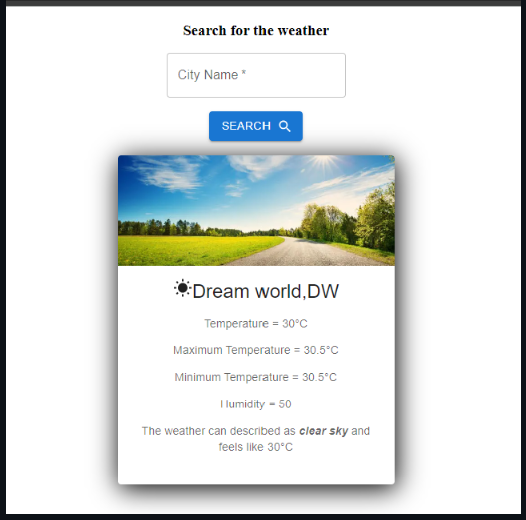 Search for the weather
City Name *
SEARCH
Dream world,DW
Temperature = 30°C
Maximum Temperature = 30.5°C
Minimum Temperature = 30.5°C
Humidity = 50
The weather can described as clear sky and
feels like 30°C